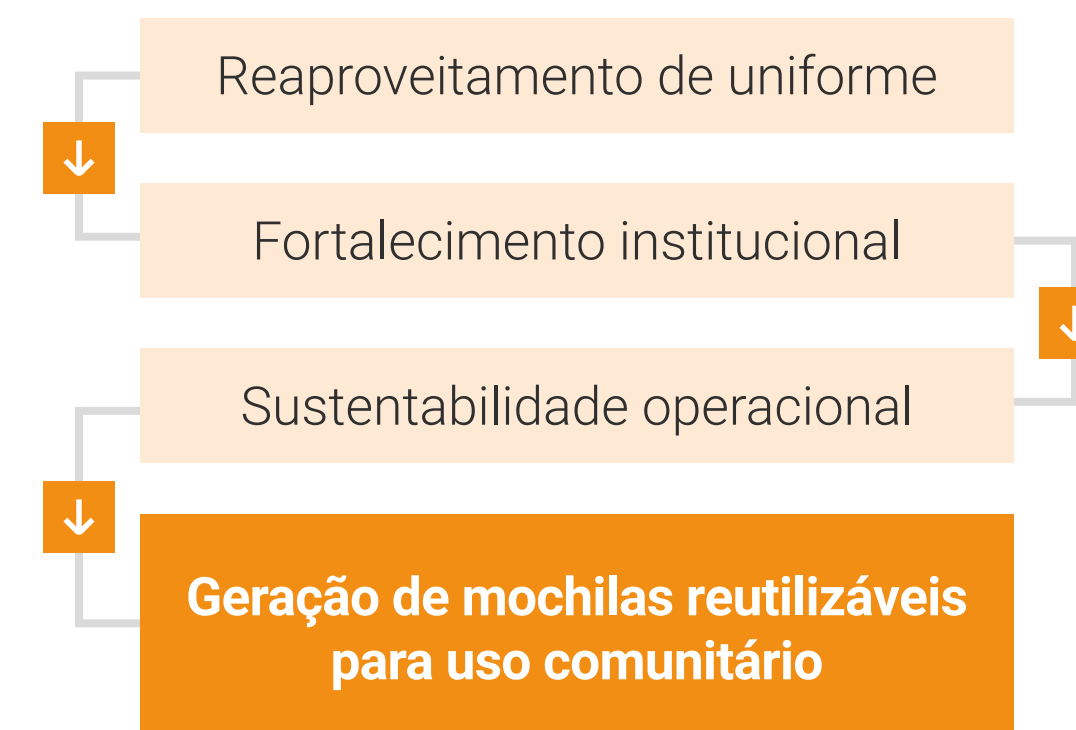 Reaproveitamento de uniforme
Fortalecimento institucional
Sustentabilidade operacional
Geração de mochilas reutilizáveis
para uso comunitário